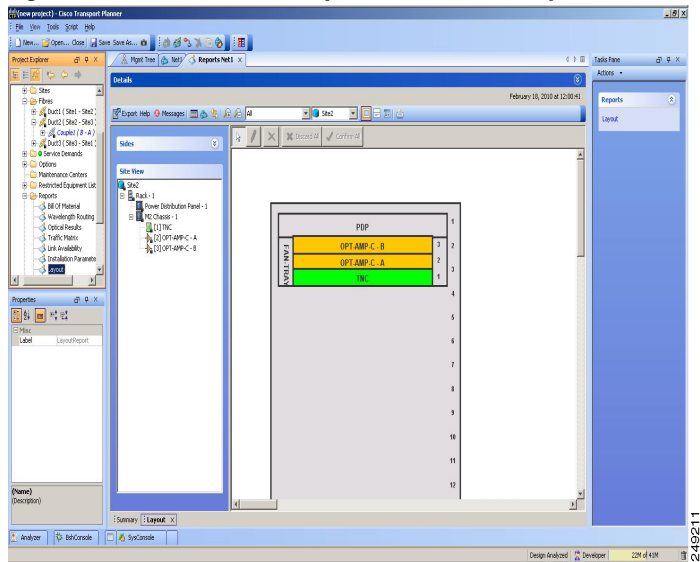 (new project) - Cisco Transport Planner
File View Tools Script Help
New... Open... Close Save Save As...
Project Explorer
Mgmt Tree Net1 Reports Net1 x
Tasks Pane
Actions
Details
February 18, 2010 at 12:00:41
Reports
Layout
Export Help Messages All Site2
Discard All Confirm All
Sites
Fibres
Duct1 ( Site1 - Site2 )
Duct2 ( Site2 - Site3 )
Couple1 ( B - A )
Duct3 ( Site3 - Site1 )
Service Demands
Options
Maintenance Centers
Restricted Equipment List
Reports
Bill Of Material
Wavelength Routing
Optical Results
Traffic Matrix
Link Availability
Installation Paramete
Layout
Sides
Site View
Site2
Rack - 1
Power Distribution Panel - 1
M2 Chassis - 1
[1] TNC
[2] OPT-AMP-C - A
[3] OPT-AMP-C - B
PDP
FAN-TRAY
OPT-AMP-C - B 3
OPT-AMP-C - A 2
TNC 1
1
2
3
4
5
6
7
8
9
10
11
12
Properties
Misc
Label LayoutReport
(Name)
(Description)
Summary Layout x
Analyzer BshConsole SysConsole
Design Analyzed Developer 22M of 41M
249211